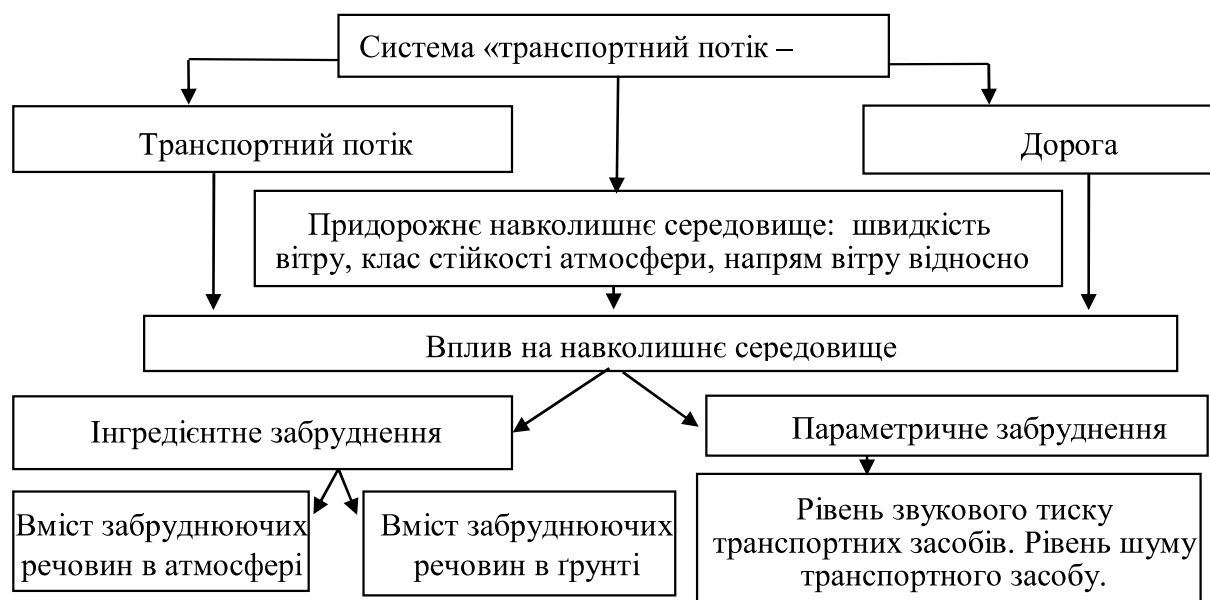 Система «транспортний потік –
Транспортний потік
Дорога
Придорожнє навколишнє середовище:  швидкість
вітру, клас стійкості атмосфери, напрям вітру відносно
Вплив на навколишнє середовище
Інгредієнтне забруднення
Параметричне забруднення
Вміст забруднюючих
речовин в атмосфері
Вміст забруднюючих
речовин в ґрунті
Рівень звукового тиску
транспортних засобів. Рівень шуму
транспортного засобу.